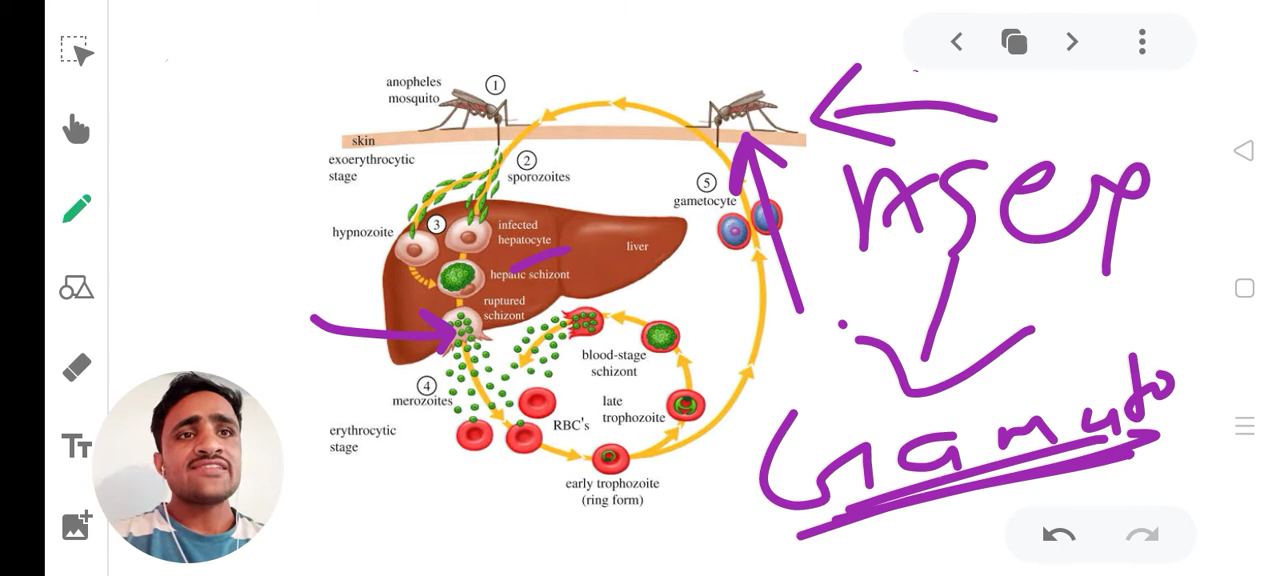 anopheles
mosquito
1
skin
exoerythrocytic
stage
2
sporozoites
5
gametocyte
hypnozoite
3
infected
hepatocyte
liver
hepatic schizont
ruptured
schizont
blood-stage
schizont
4
merozoites
late
trophozoite
RBC's
erythrocytic
stage
early trophozoite
(ring form)
Gamuto
TT